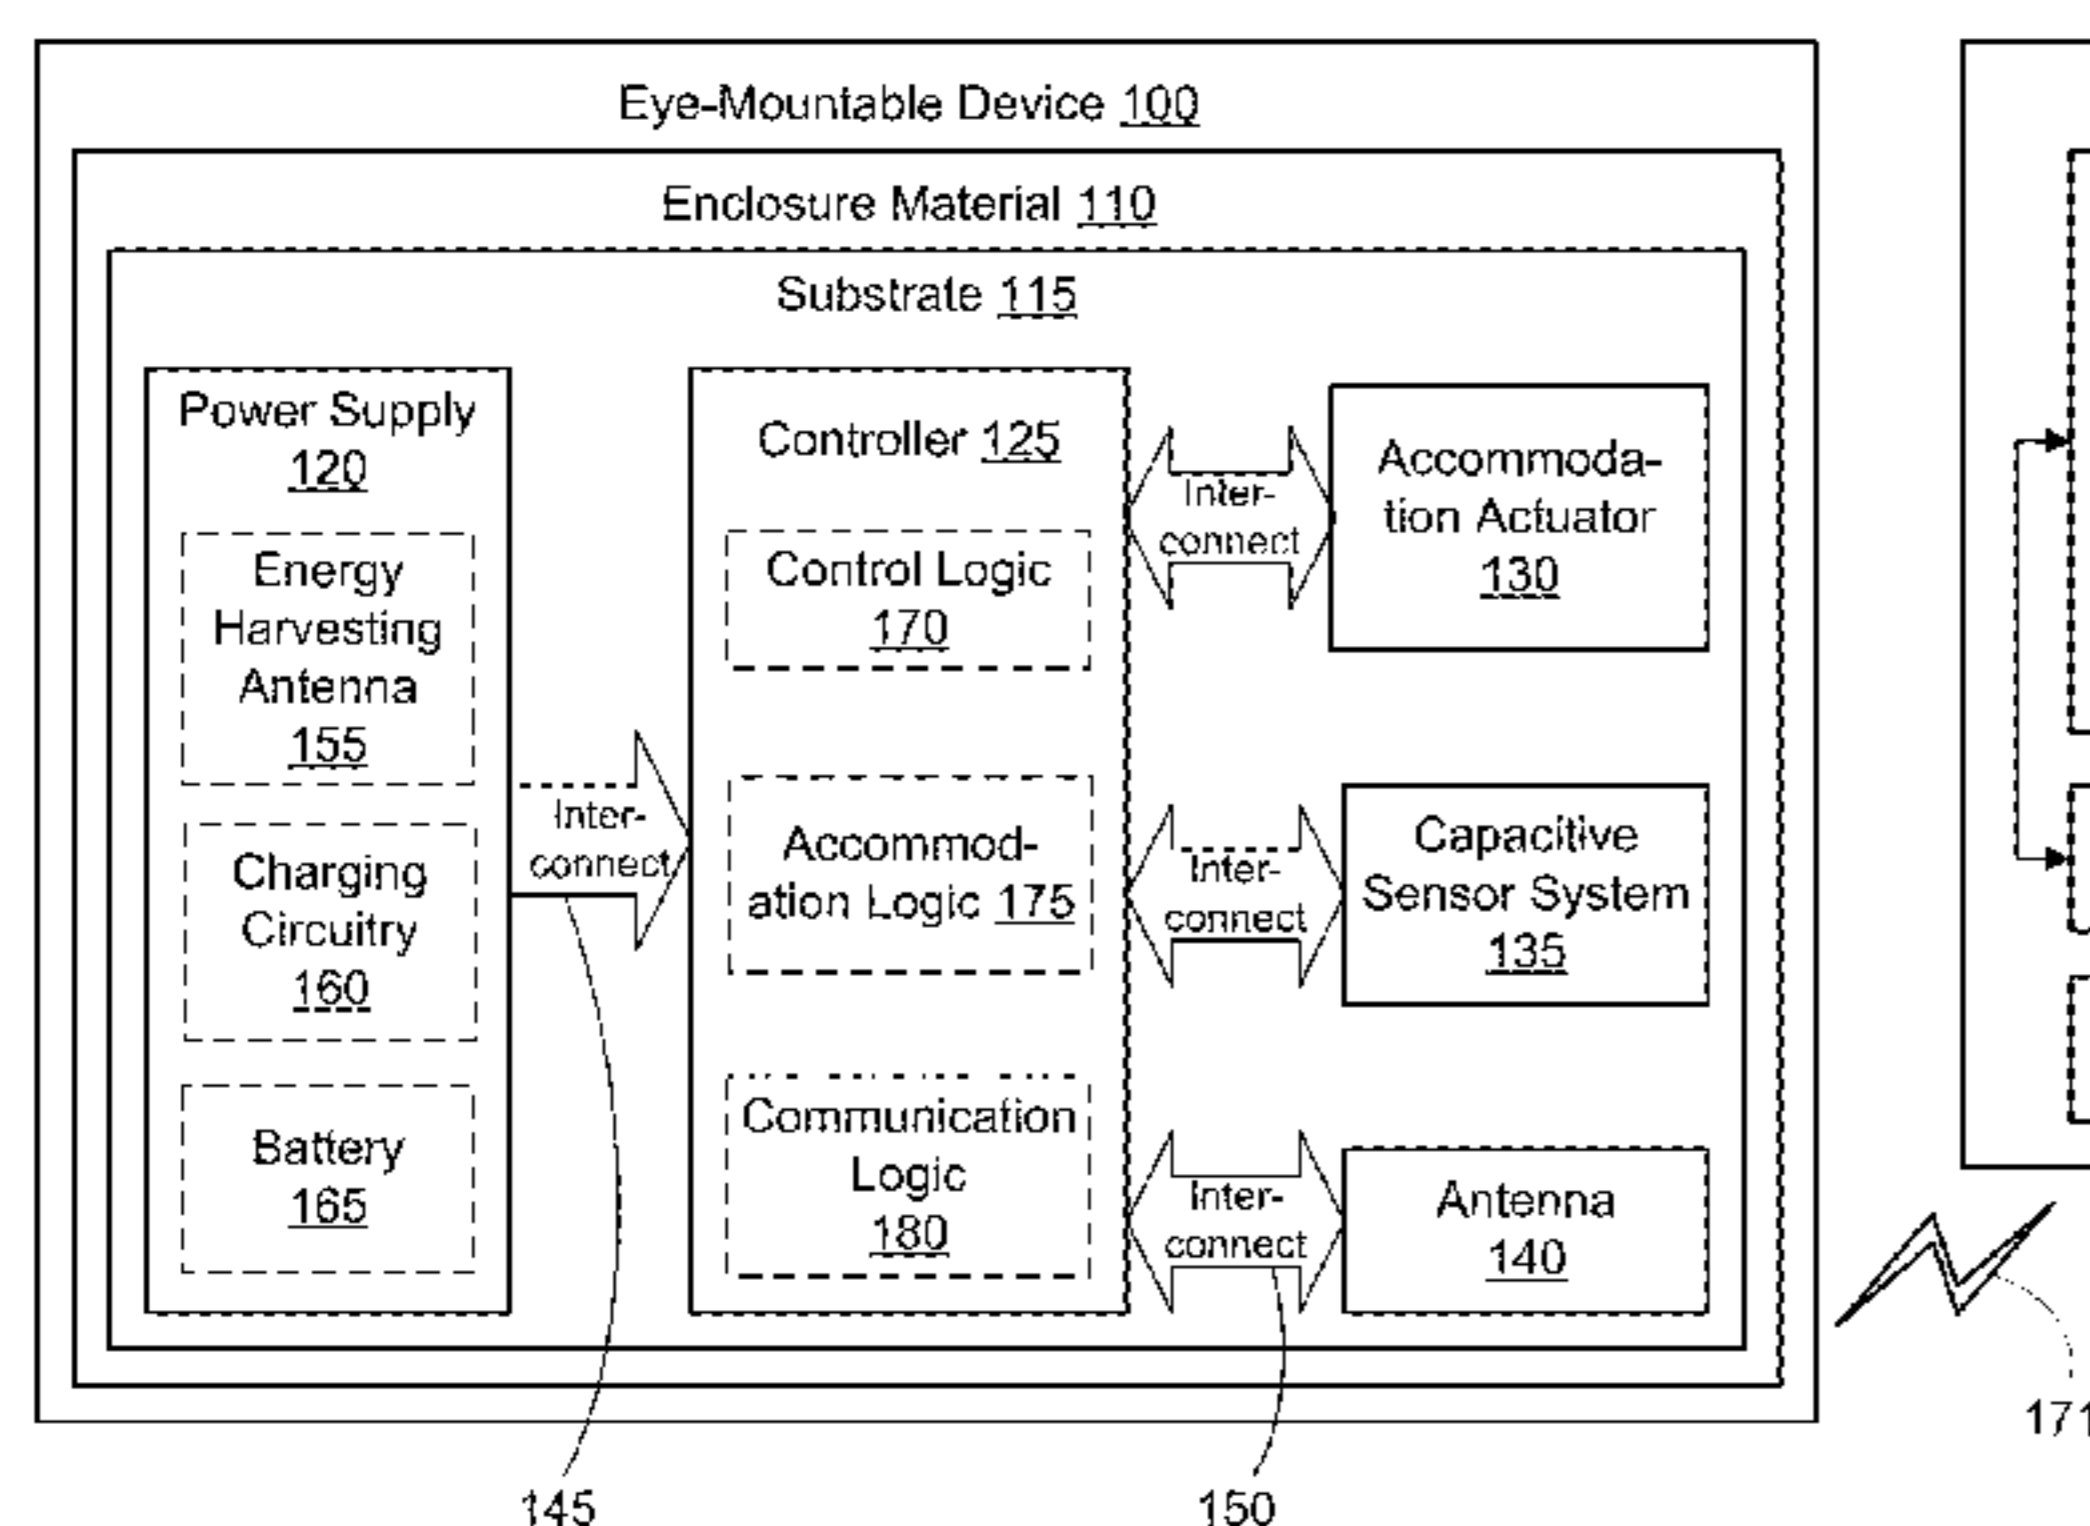 Eye-Mountable Device 100
Enclosure Material 110
Substrate 115
Power Supply
120
Energy
Harvesting
Antenna
155
Charging
Circuitry
160
Battery
165
Inter-
connect
Controller 125
Control Logic
170
Accommod-
ation Logic 175
Communication
Logic
180
Inter-
connect
Accommoda-
tion Actuator
130
Inter-
connect
Capacitive
Sensor System
135
Inter-
connect
Antenna
140
145
150
171